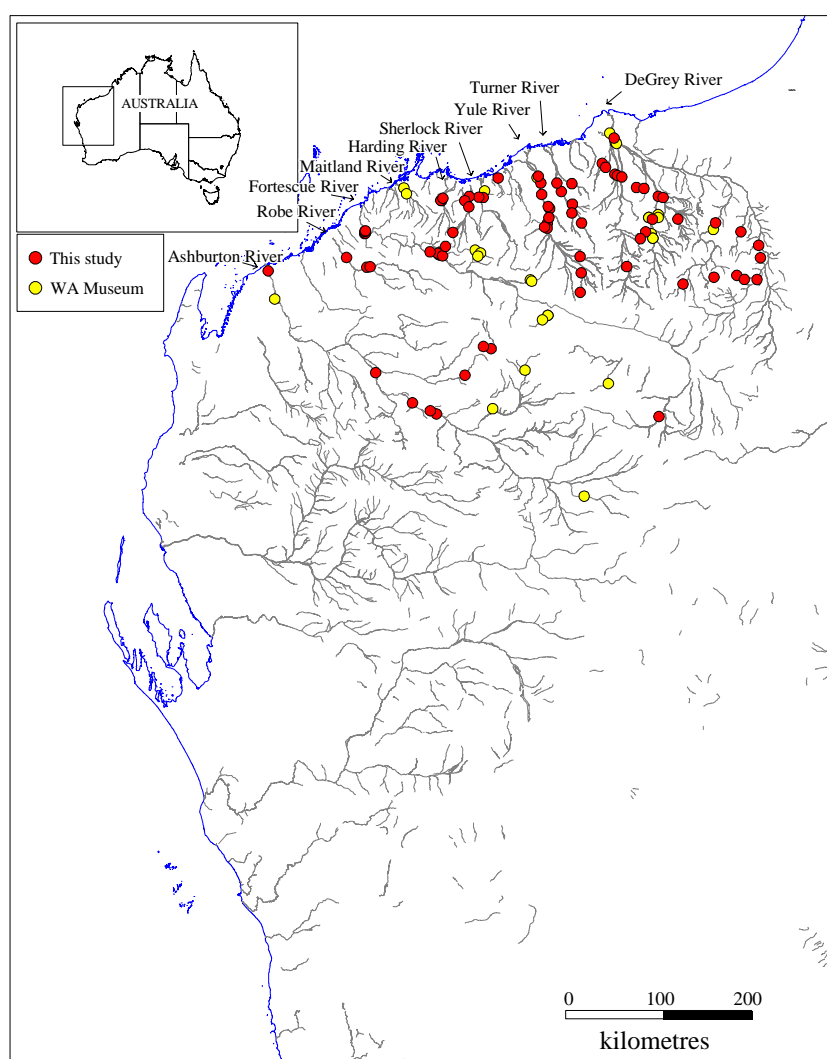 AUSTRALIA
DeGrey River
Turner River
Yule River
Sherlock River
Harding River
Maitland River
Fortescue River
Robe River
Ashburton River
This study
WA Museum
0 100 200
kilometres